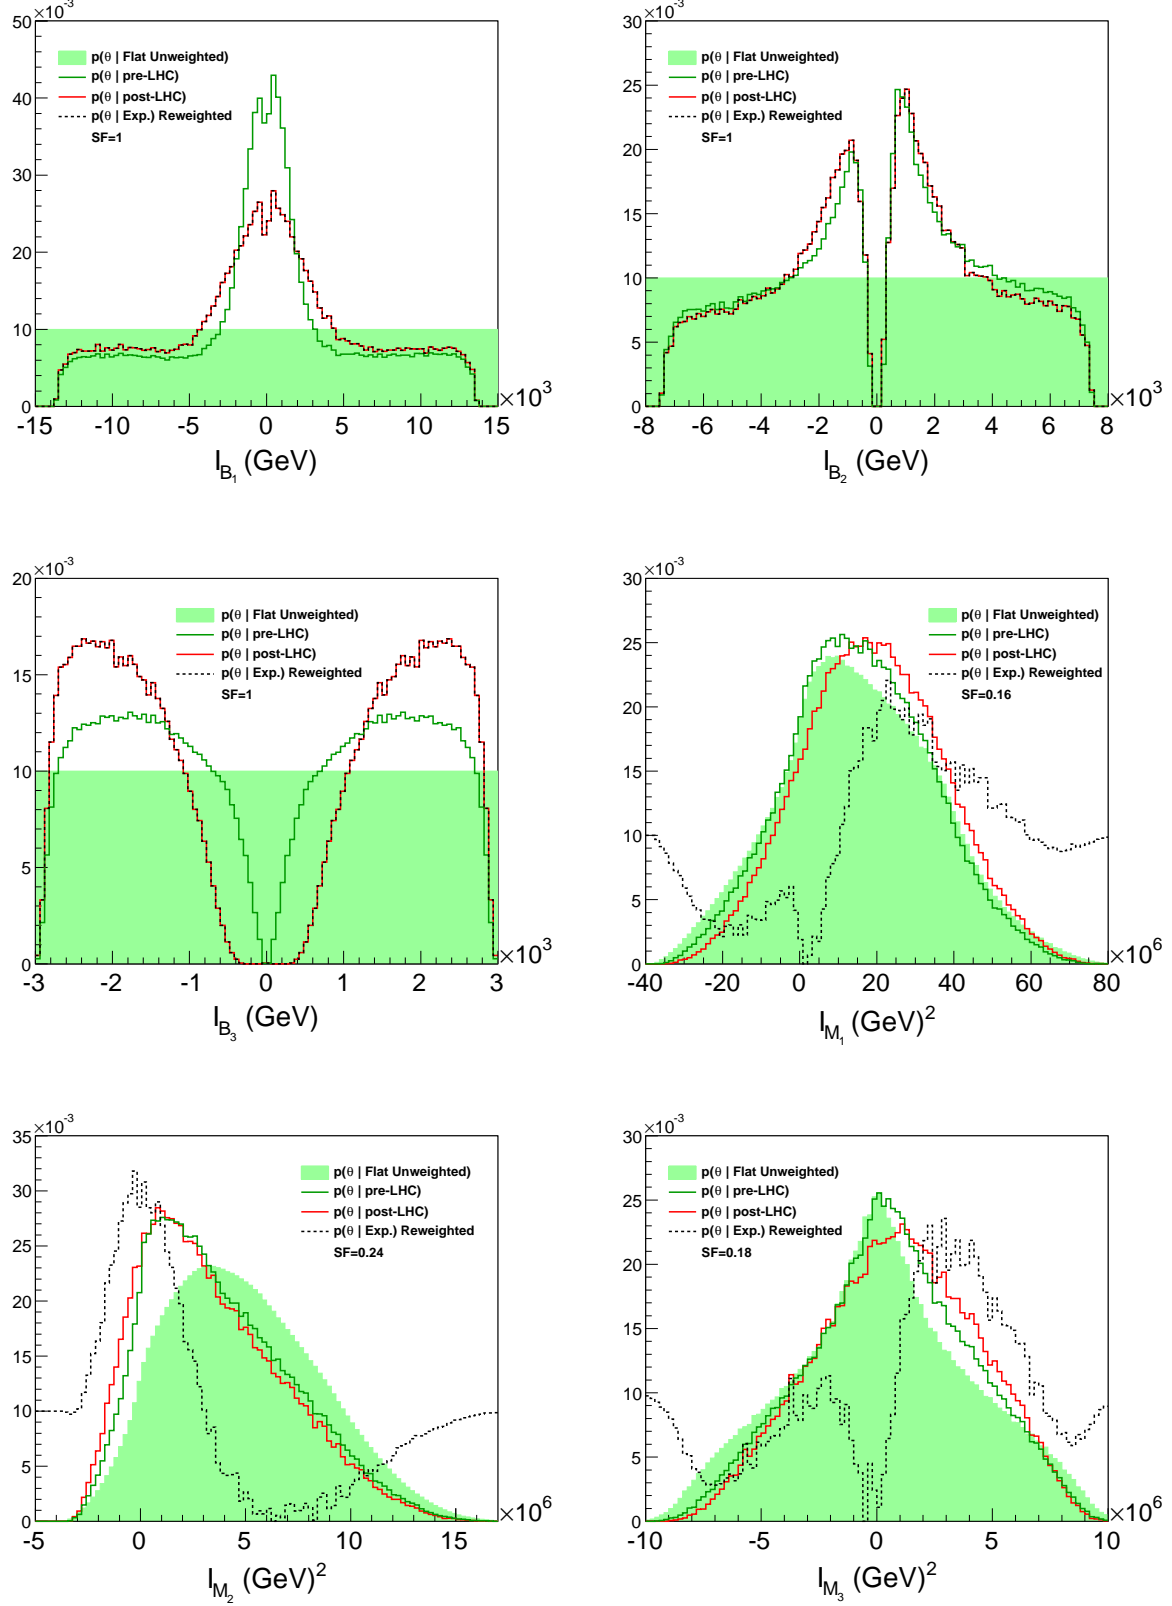 ×10⁻³
50
40
30
20
10
0
p(θ | Flat Unweighted)
p(θ | pre-LHC)
p(θ | post-LHC)
p(θ | Exp.) Reweighted
SF=1
-15 -10 -5 0 5 10 15
×10³
I_B₁ (GeV)
×10⁻³
30
25
20
15
10
5
0
p(θ | Flat Unweighted)
p(θ | pre-LHC)
p(θ | post-LHC)
p(θ | Exp.) Reweighted
SF=1
-8 -6 -4 -2 0 2 4 6 8
×10³
I_B₂ (GeV)
×10⁻³
20
15
10
5
0
p(θ | Flat Unweighted)
p(θ | pre-LHC)
p(θ | post-LHC)
p(θ | Exp.) Reweighted
SF=1
-3 -2 -1 0 1 2 3
×10³
I_B₃ (GeV)
×10⁻³
30
25
20
15
10
5
0
p(θ | Flat Unweighted)
p(θ | pre-LHC)
p(θ | post-LHC)
p(θ | Exp.) Reweighted
SF=0.16
-40 -20 0 20 40 60 80
×10⁶
I_M₁ (GeV)²
×10⁻³
35
30
25
20
15
10
5
0
p(θ | Flat Unweighted)
p(θ | pre-LHC)
p(θ | post-LHC)
p(θ | Exp.) Reweighted
SF=0.24
-5 0 5 10 15
×10⁶
I_M₂ (GeV)²
×10⁻³
30
25
20
15
10
5
0
p(θ | Flat Unweighted)
p(θ | pre-LHC)
p(θ | post-LHC)
p(θ | Exp.) Reweighted
SF=0.18
-10 -5 0 5 10
×10⁶
I_M₃ (GeV)²